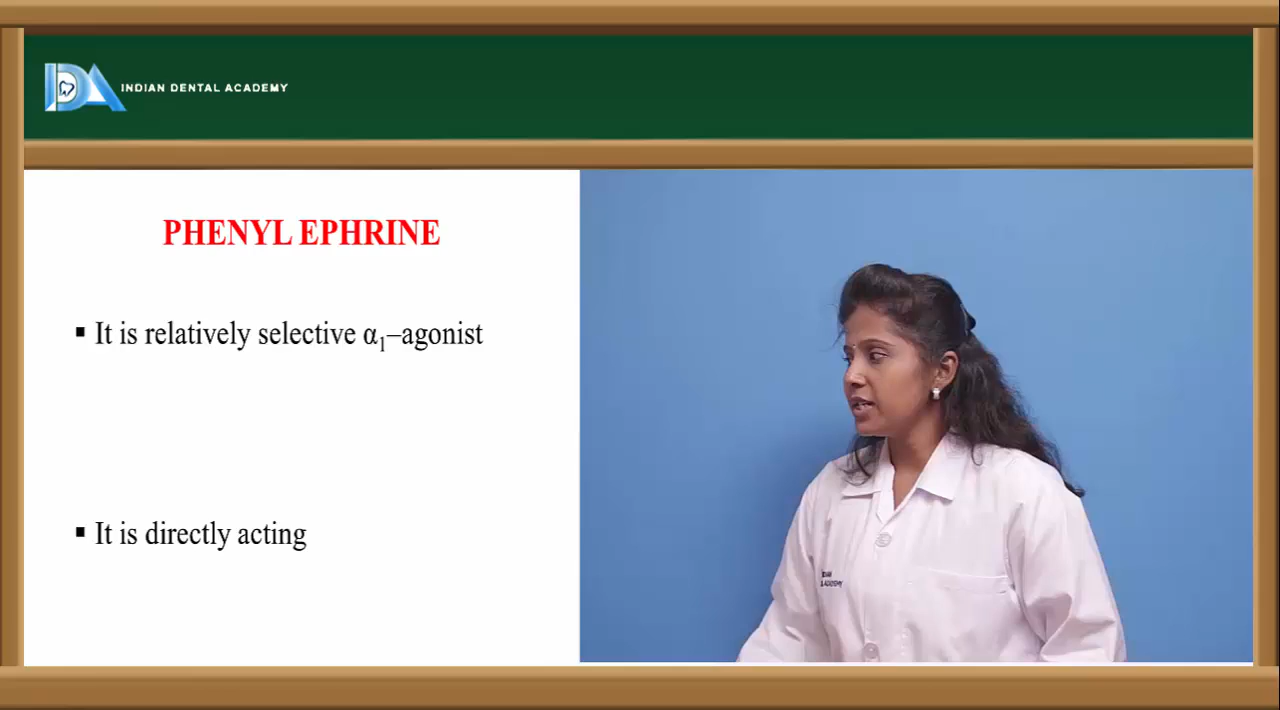 INDIAN DENTAL ACADEMY
PHENYL EPHRINE
▪ It is relatively selective α₁–agonist
▪ It is directly acting